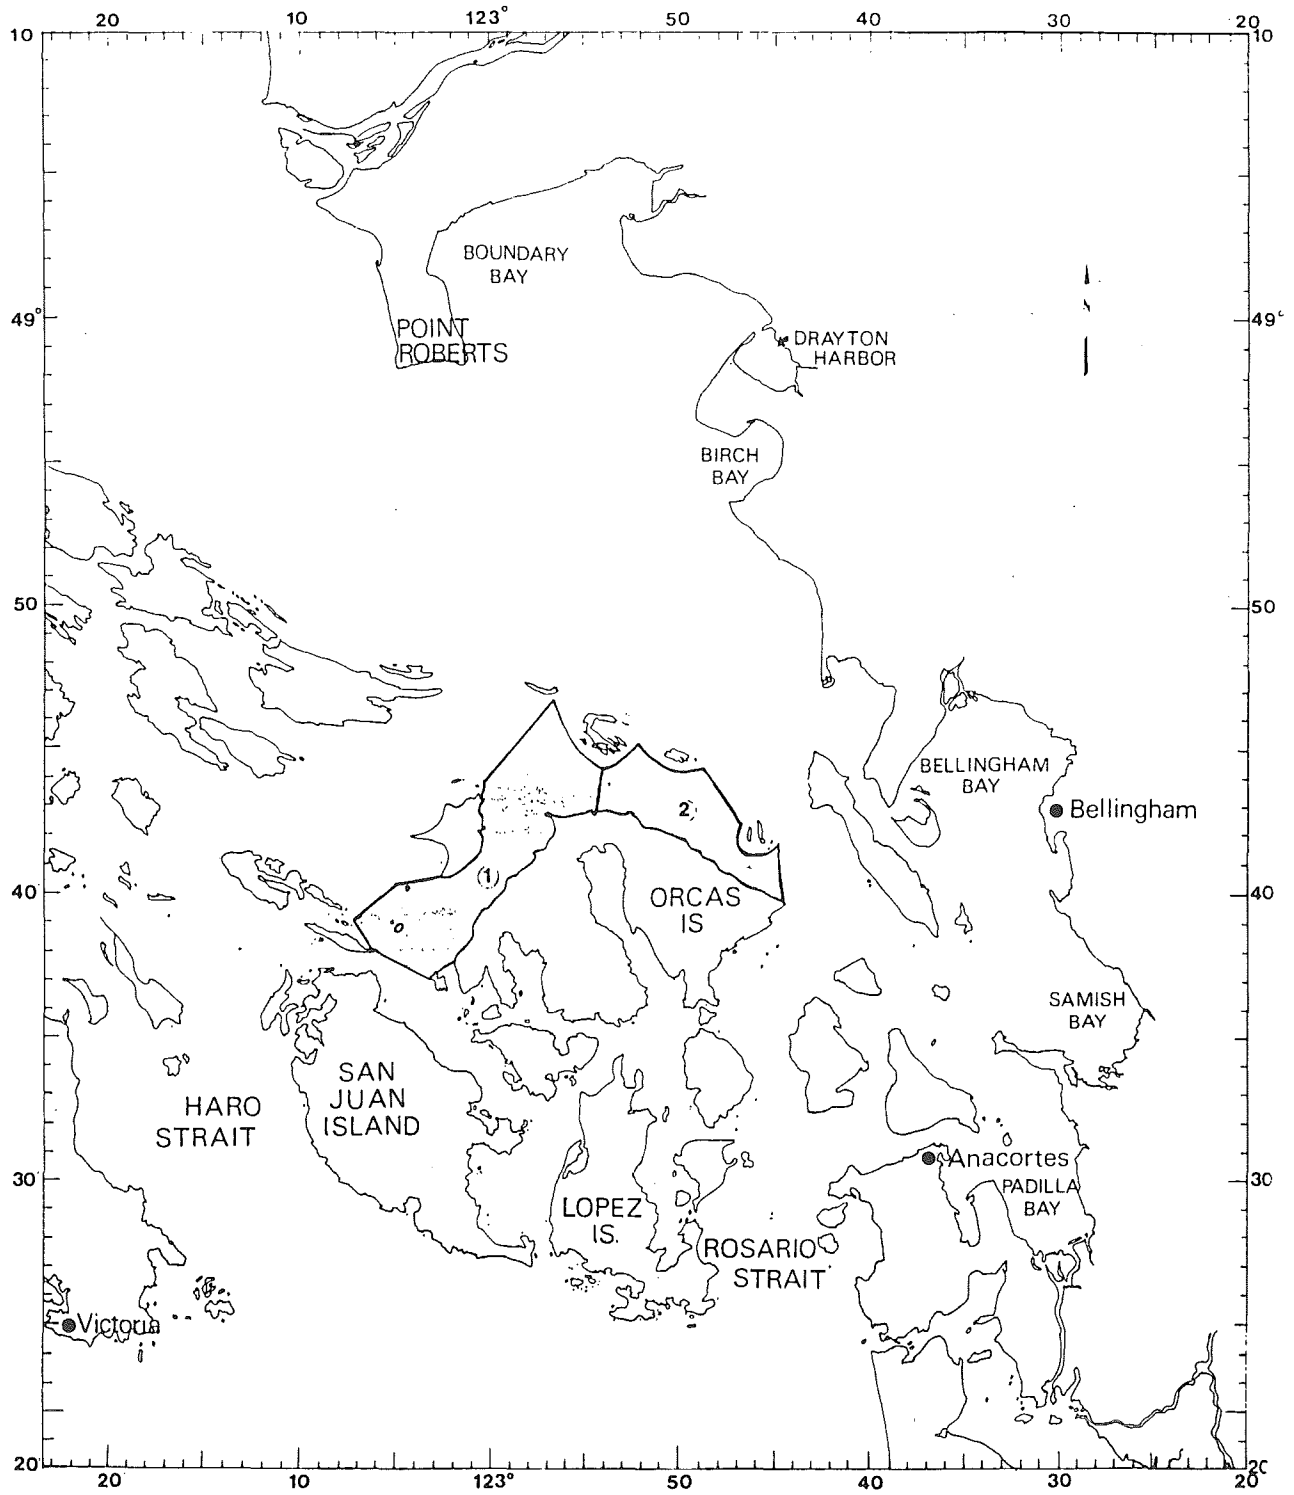 20 10 123° 50 40 30 20
10 10
BOUNDARY
BAY
49° 49°
POINT
ROBERTS
DRAYTON
HARBOR
BIRCH
BAY
50 50
BELLINGHAM
BAY
2
Bellingham
1
40 40
ORCAS
IS
SAMISH
BAY
SAN
JUAN
ISLAND
HARO
STRAIT
Anacortes
30 30
PADILLA
BAY
LOPEZ
IS.
ROSARIO
STRAIT
Victoria
20 20
20 10 123° 50 40 30 20